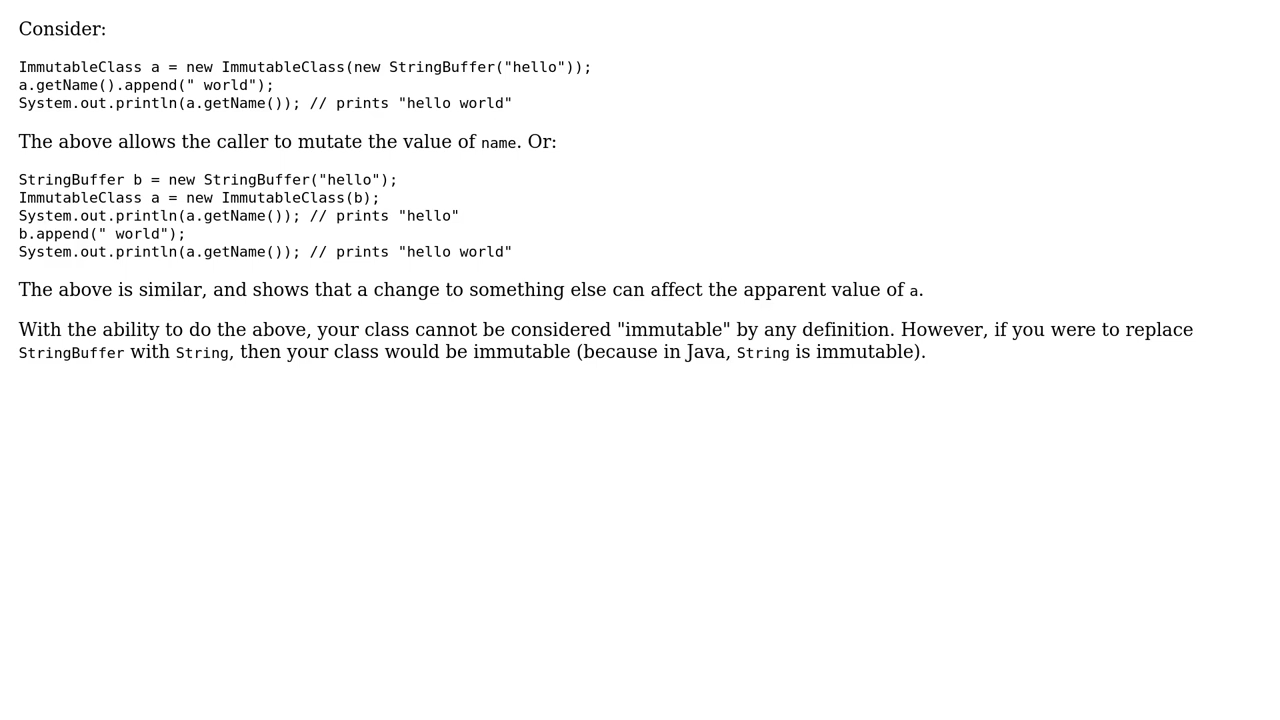 Consider:
ImmutableClass a = new ImmutableClass(new StringBuffer("hello"));
a.getName().append(" world");
System.out.println(a.getName()); // prints "hello world"
The above allows the caller to mutate the value of name. Or:
StringBuffer b = new StringBuffer("hello");
ImmutableClass a = new ImmutableClass(b);
System.out.println(a.getName()); // prints "hello"
b.append(" world");
System.out.println(a.getName()); // prints "hello world"
The above is similar, and shows that a change to something else can affect the apparent value of a.
With the ability to do the above, your class cannot be considered "immutable" by any definition. However, if you were to replace
StringBuffer with String, then your class would be immutable (because in Java, String is immutable).